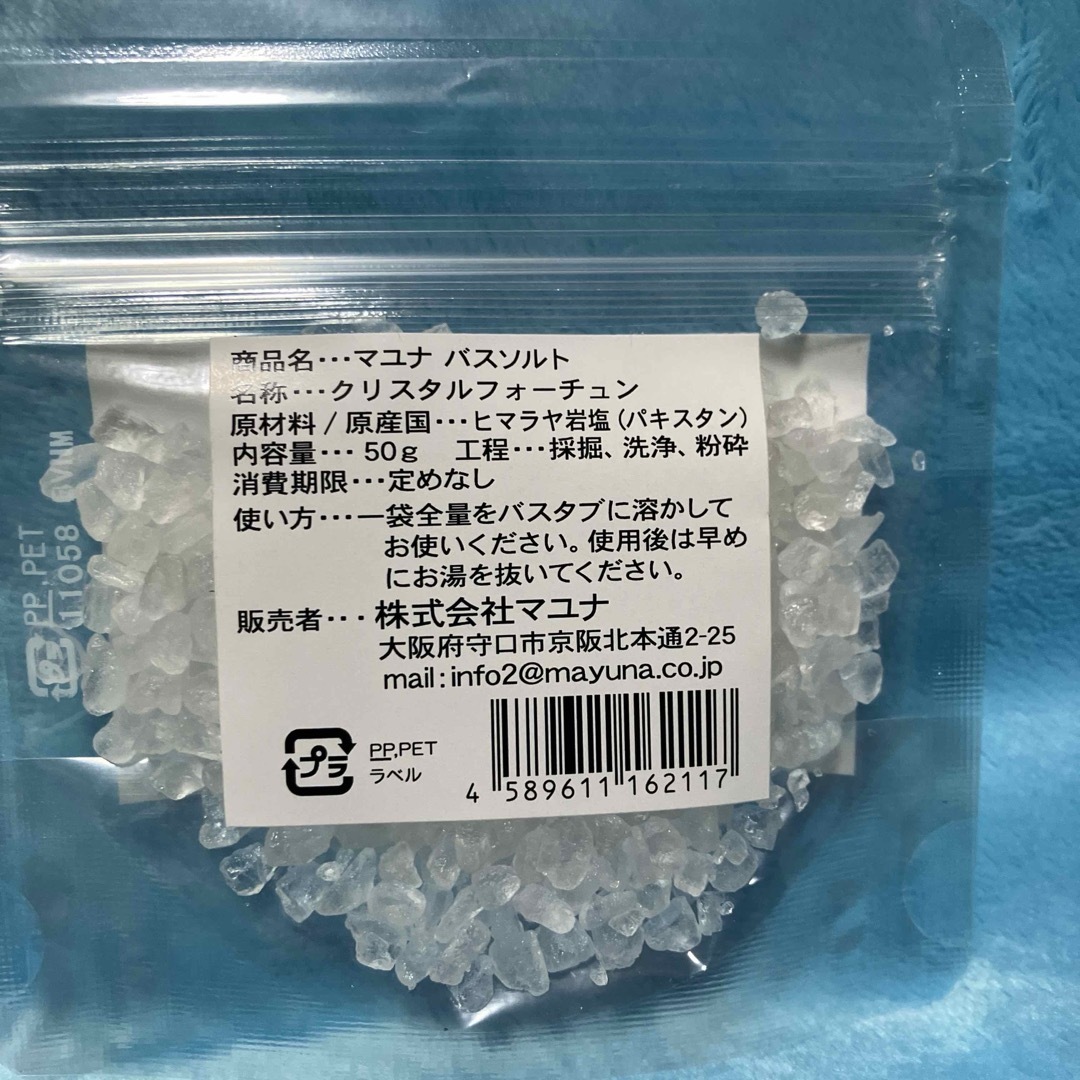 商品名･･･マユナ バスソルト
名称･･･クリスタルフォーチュン
原材料/原産国･･･ヒマラヤ岩塩(パキスタン)
内容量･･･50g 工程･･･採掘、洗浄、粉砕
消費期限･･･定めなし
使い方･･･一袋全量をバスタブに溶かして
お使いください。使用後は早め
にお湯を抜いてください。
販売者･･･株式会社マユナ
大阪府守口市京阪北本通2-25
mail:info2@mayuna.co.jp
プラ
PP,PET
ラベル
4 589611 162117
プラ
PP,PET
11058
VNM